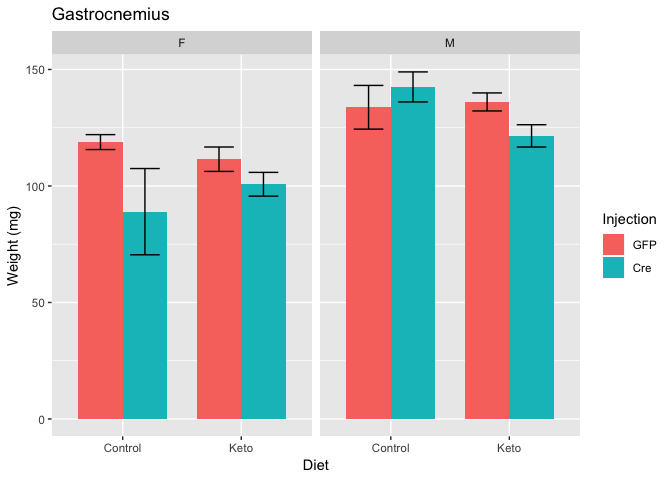 Gastrocnemius
F
M
150
100
50
0
Weight (mg)
Control
Keto
Control
Keto
Diet
Injection
GFP
Cre